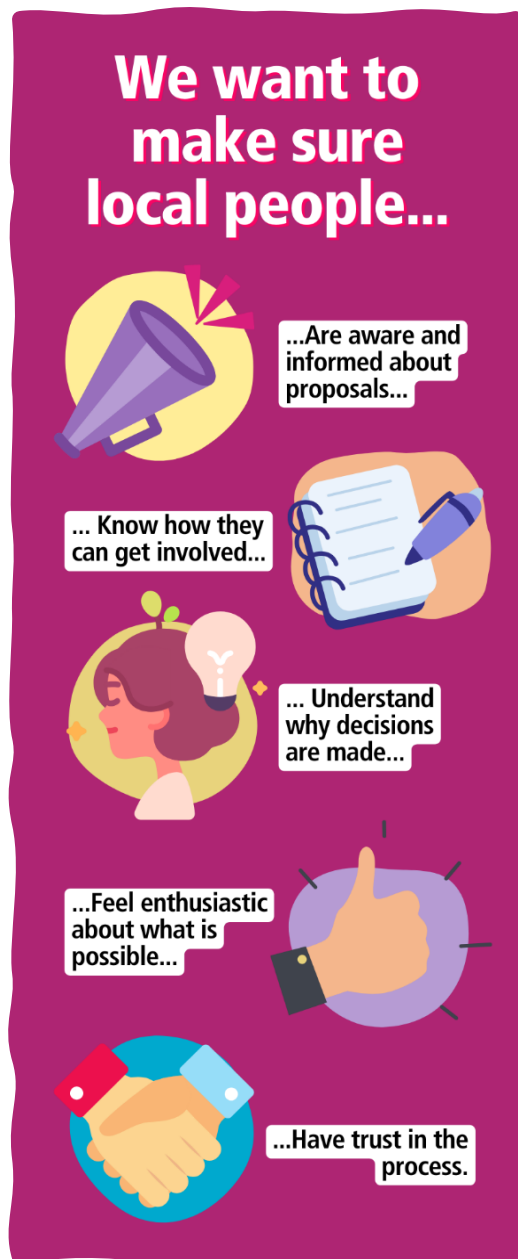 We want to
make sure
local people...
...Are aware and
informed about
proposals...
... Know how they
can get involved...
... Understand
why decisions
are made...
...Feel enthusiastic
about what is
possible...
...Have trust in the
process.